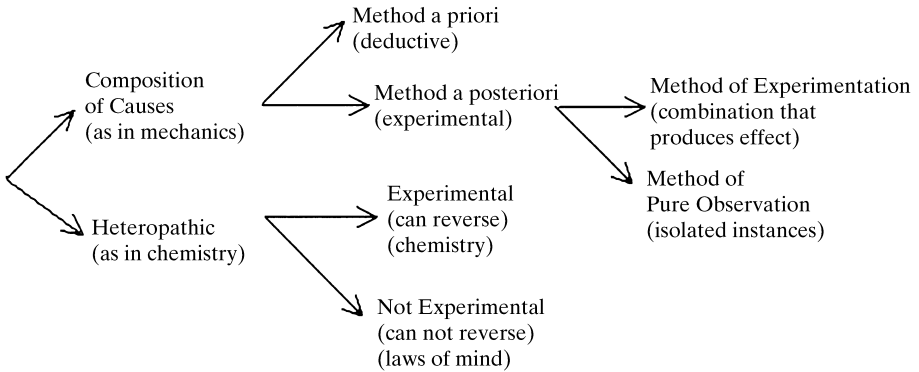 Method a priori
(deductive)
Composition
of Causes
(as in mechanics)
Method a posteriori
(experimental)
Method of Experimentation
(combination that
produces effect)
Method of
Pure Observation
(isolated instances)
Heteropathic
(as in chemistry)
Experimental
(can reverse)
(chemistry)
Not Experimental
(can not reverse)
(laws of mind)